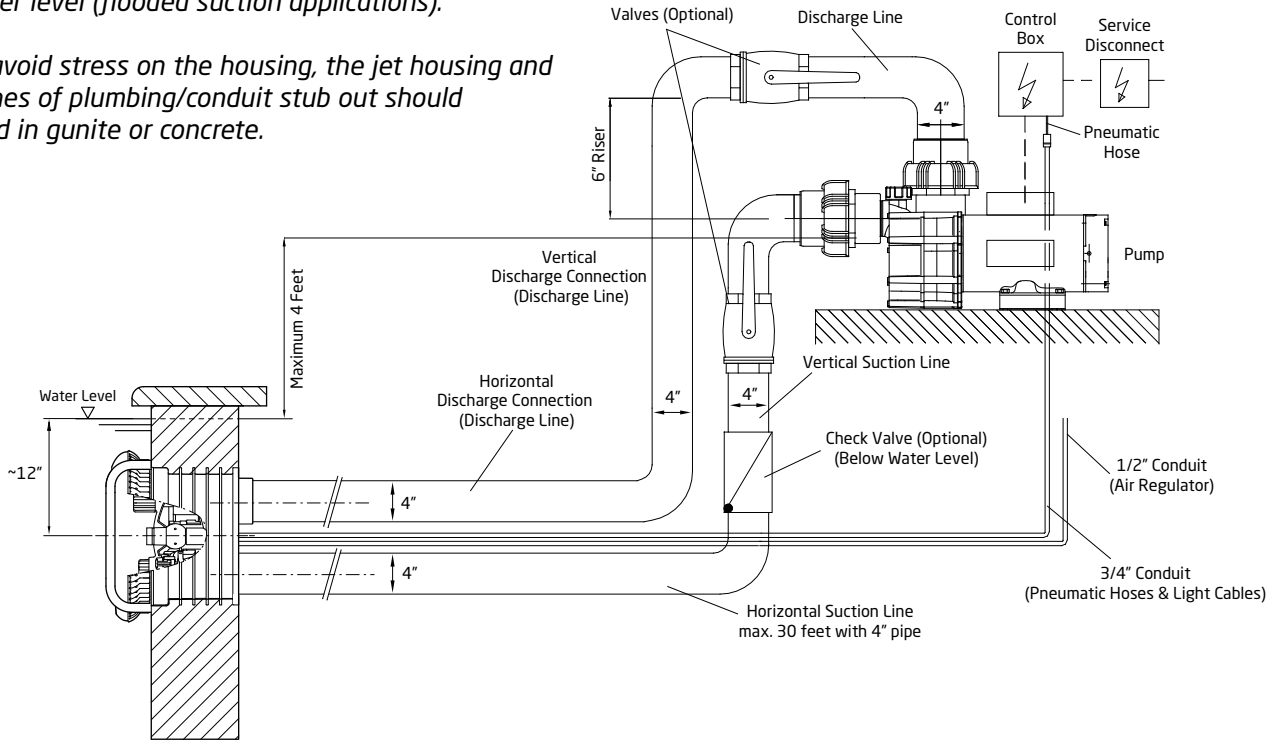 er level (flooded suction applications).
avoid stress on the housing, the jet housing and
nes of plumbing/conduit stub out should
d in gunite or concrete.
Valves (Optional)
Discharge Line
Control
Box
Service
Disconnect
4"
Pneumatic
Hose
6" Riser
Pump
Vertical
Discharge Connection
(Discharge Line)
Maximum 4 Feet
Vertical Suction Line
Water Level
Horizontal
Discharge Connection
(Discharge Line)
4"
4"
Check Valve (Optional)
(Below Water Level)
~12"
1/2" Conduit
(Air Regulator)
4"
4"
3/4" Conduit
(Pneumatic Hoses & Light Cables)
Horizontal Suction Line
max. 30 feet with 4" pipe